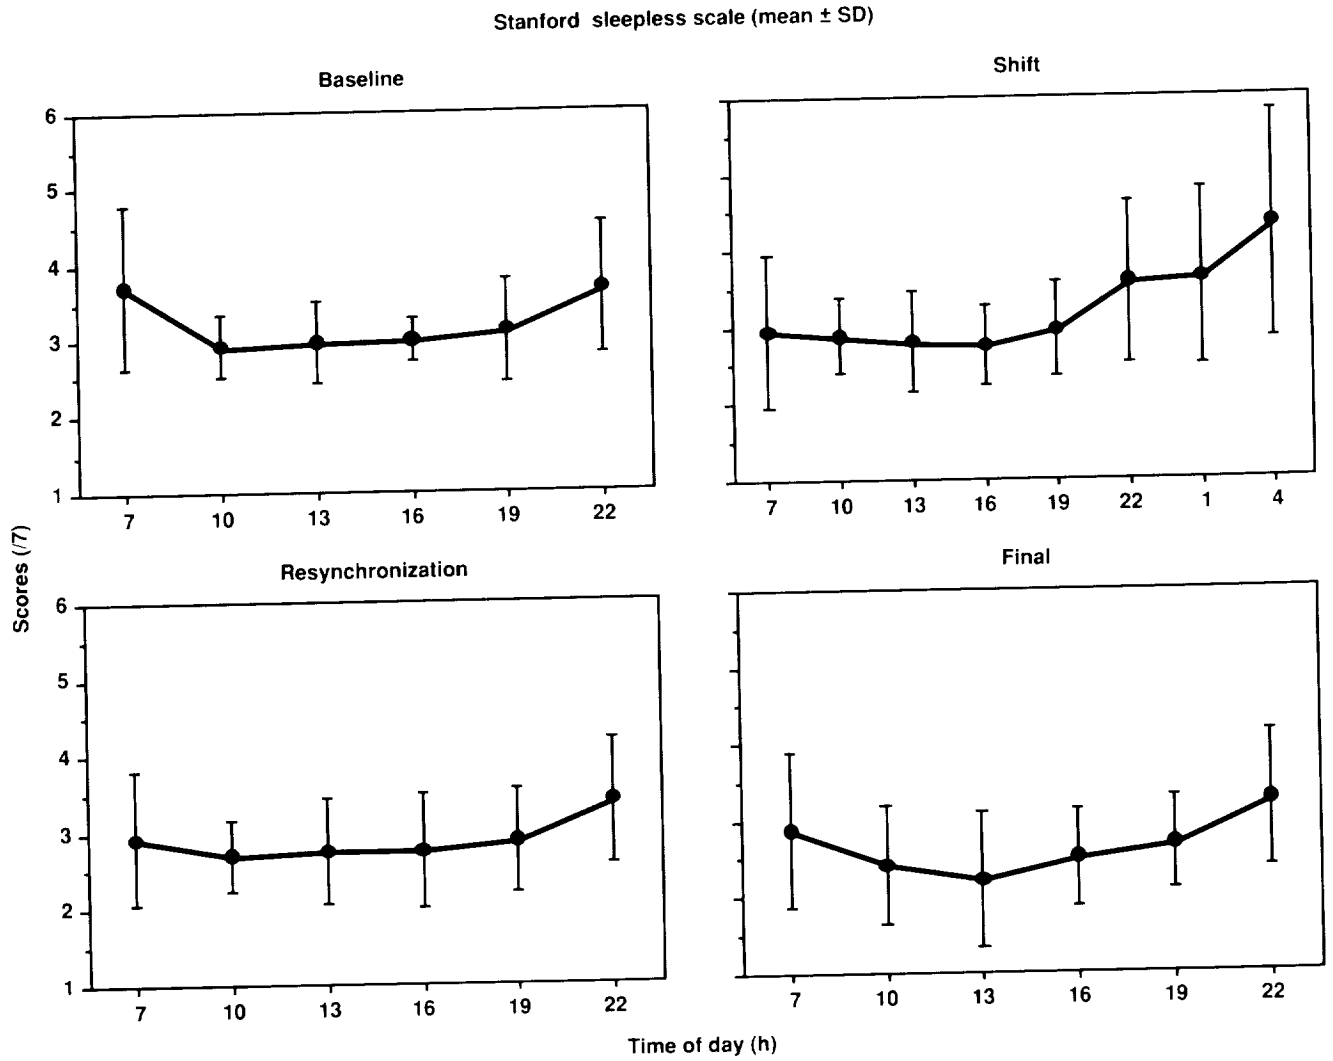 Stanford sleepless scale (mean ± SD)
Baseline
Shift
6
5
4
3
2
1
7 10 13 16 19 22
7 10 13 16 19 22 1 4
Scores (/7)
Resynchronization
Final
6
5
4
3
2
1
7 10 13 16 19 22
7 10 13 16 19 22
Time of day (h)